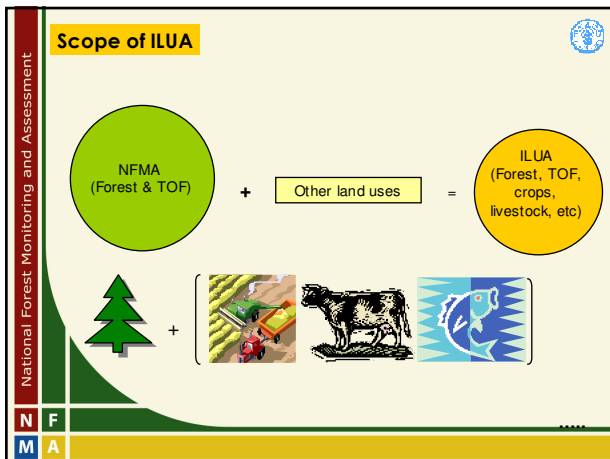 Scope of ILUA
National Forest Monitoring and Assessment
NFMA
(Forest & TOF)
+
Other land uses
=
ILUA
(Forest, TOF,
crops,
livestock, etc)
+
.....
N F
M A